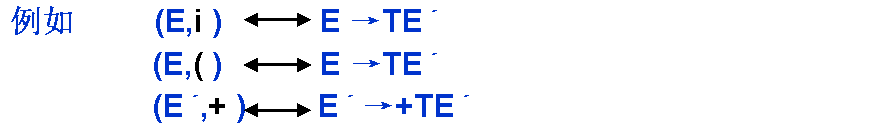 例如 (E,i ) ⟷ E →TE´
(E,( ) ⟷ E →TE´
(E´,+ ) ⟷ E´→+TE´